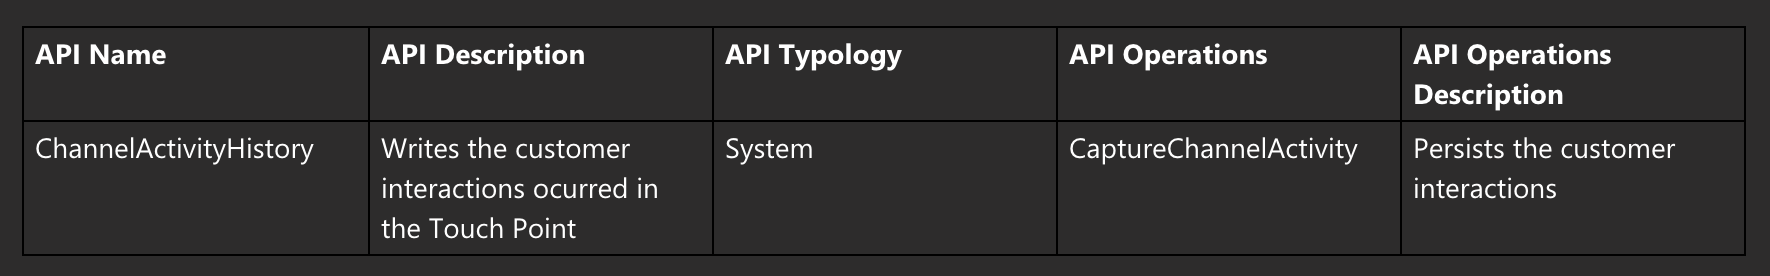 API Name
API Description
API Typology
API Operations
API Operations
Description
ChannelActivityHistory
Writes the customer
interactions ocurred in
the Touch Point
System
CaptureChannelActivity
Persists the customer
interactions